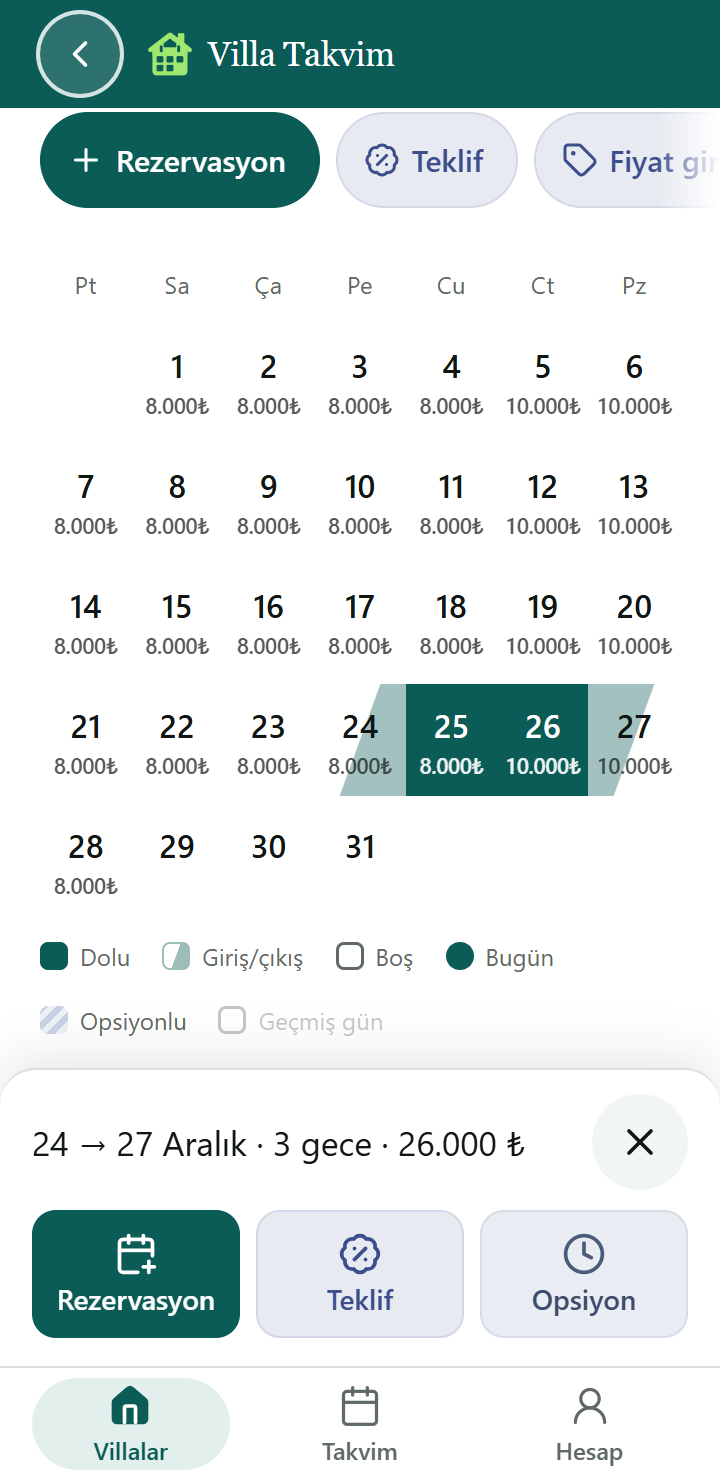 Villa Takvim
Rezervasyon Teklif Fiyat gir
Pt Sa Ça Pe Cu Ct Pz
1 2 3 4 5 6
8.000₺ 8.000₺ 8.000₺ 8.000₺ 10.000₺ 10.000₺
7 8 9 10 11 12 13
8.000₺ 8.000₺ 8.000₺ 8.000₺ 8.000₺ 10.000₺ 10.000₺
14 15 16 17 18 19 20
8.000₺ 8.000₺ 8.000₺ 8.000₺ 8.000₺ 10.000₺ 10.000₺
21 22 23 24 25 26 27
8.000₺ 8.000₺ 8.000₺ 8.000₺ 8.000₺ 10.000₺ 10.000₺
28 29 30 31
8.000₺
Dolu Giriş/çıkış Boş Bugün
Opsiyonlu Geçmiş gün
24 → 27 Aralık · 3 gece · 26.000 ₺
Rezervasyon Teklif Opsiyon
Villalar Takvim Hesap